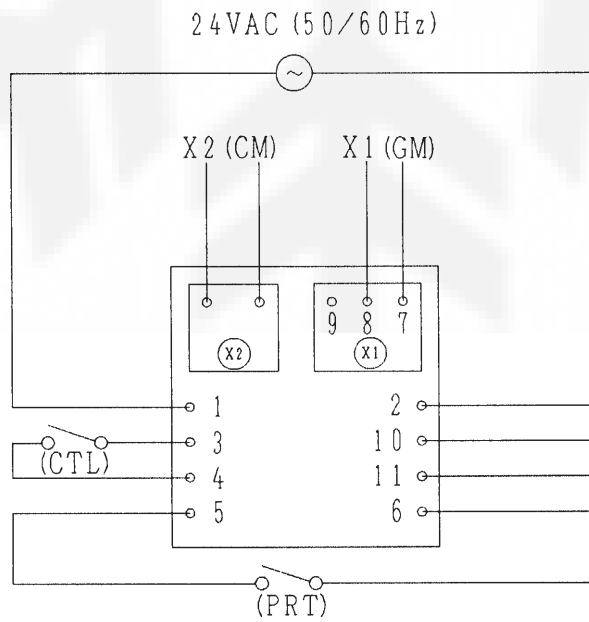 24VAC (50/60Hz)
~
X2 (CM) X1 (GM)
9 8 7
X2 X1
1 2
3 10
(CTL)
4 11
5 6
(PRT)